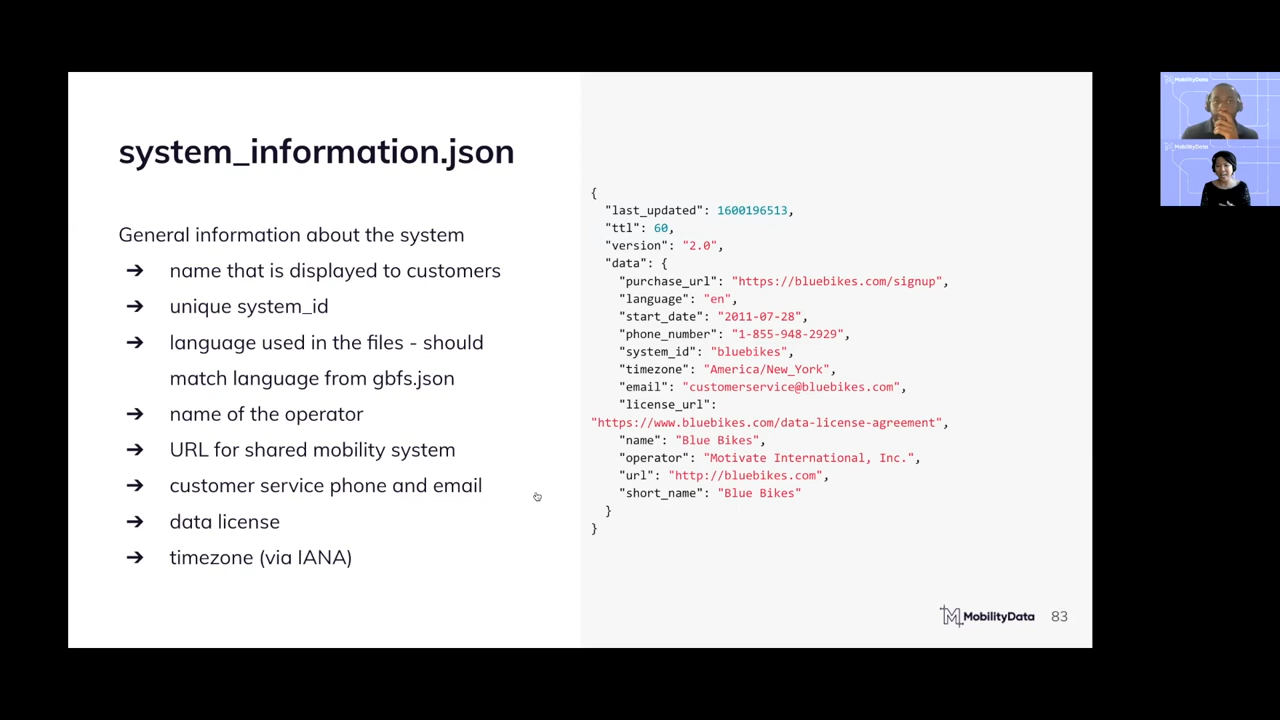 system_information.json
General information about the system
➔ name that is displayed to customers
➔ unique system_id
➔ language used in the files - should
match language from gbfs.json
➔ name of the operator
➔ URL for shared mobility system
➔ customer service phone and email
➔ data license
➔ timezone (via IANA)
{
"last_updated": 1600196513,
"ttl": 60,
"version": "2.0",
"data": {
"purchase_url": "https://bluebikes.com/signup",
"language": "en",
"start_date": "2011-07-28",
"phone_number": "1-855-948-2929",
"system_id": "bluebikes",
"timezone": "America/New_York",
"email": "customerservice@bluebikes.com",
"license_url":
"https://www.bluebikes.com/data-license-agreement",
"name": "Blue Bikes",
"operator": "Motivate International, Inc.",
"url": "http://bluebikes.com",
"short_name": "Blue Bikes"
}
}
MobilityData 83
MobilityData
MobilityData